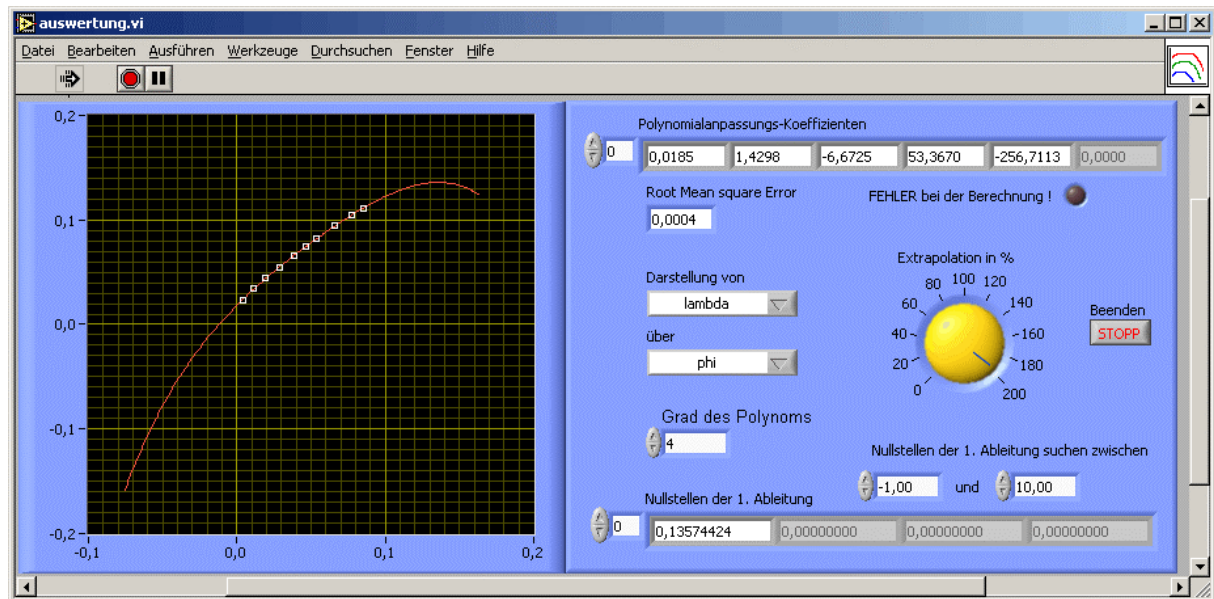 auswertung.vi
Datei Bearbeiten Ausführen Werkzeuge Durchsuchen Fenster Hilfe
0,2
0,1
0,0
-0,1
-0,2
-0,1 0,0 0,1 0,2
Polynomialanpassungs-Koeffizienten
0 0,0185 1,4298 -6,6725 53,3670 -256,7113 0,0000
Root Mean square Error
0,0004
FEHLER bei der Berechnung !
Darstellung von
lambda
über
phi
Extrapolation in %
0 20 40 60 80 100 120 140 160 180 200
Beenden
STOPP
Grad des Polynoms
4
Nullstellen der 1. Ableitung suchen zwischen
-1,00 und 10,00
Nullstellen der 1. Ableitung
0 0,13574424 0,00000000 0,00000000 0,00000000